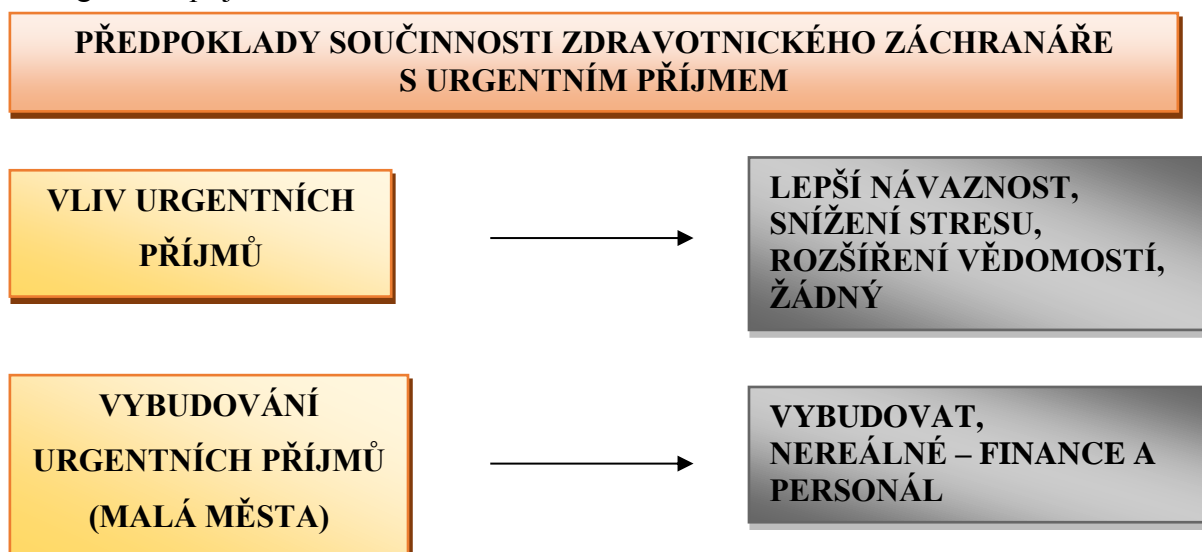 PŘEDPOKLADY SOUČINNOSTI ZDRAVOTNICKÉHO ZÁCHRANÁŘE
S URGENTNÍM PŘÍJMEM
VLIV URGENTNÍCH
PŘÍJMŮ
LEPŠÍ NÁVAZNOST,
SNÍŽENÍ STRESU,
ROZŠÍŘENÍ VĚDOMOSTÍ,
ŽÁDNÝ
VYBUDOVÁNÍ
URGENTNÍCH PŘÍJMŮ
(MALÁ MĚSTA)
VYBUDOVAT,
NEREÁLNÉ – FINANCE A
PERSONÁL